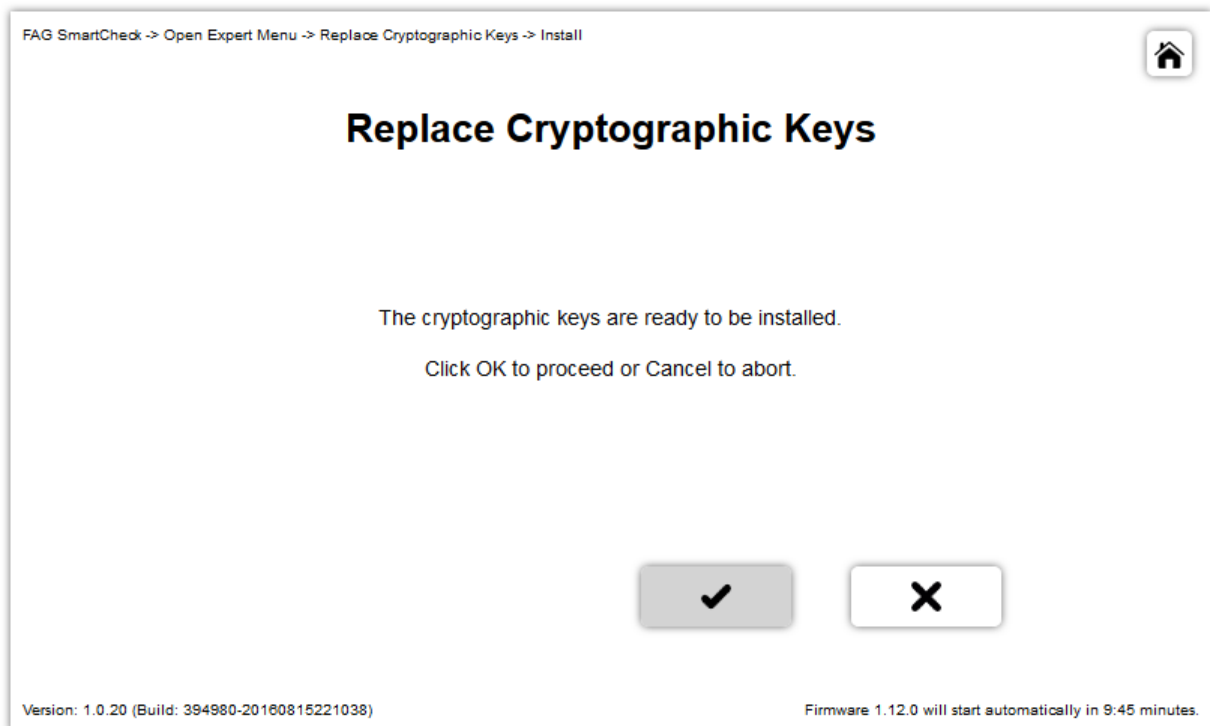 FAG SmartCheck -> Open Expert Menu -> Replace Cryptographic Keys -> Install
Replace Cryptographic Keys
The cryptographic keys are ready to be installed.
Click OK to proceed or Cancel to abort.
Version: 1.0.20 (Build: 394980-20160815221038)
Firmware 1.12.0 will start automatically in 9:45 minutes.